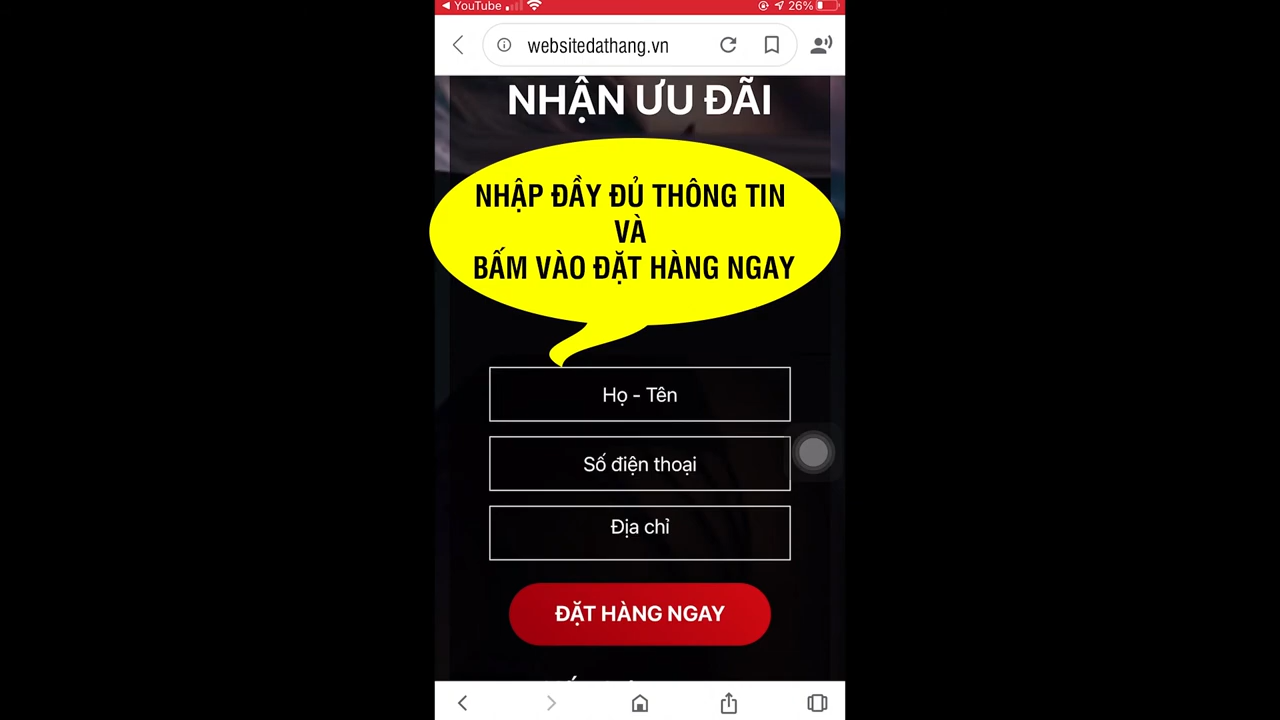 YouTube
26%
websitedathang.vn
NHẬN ƯU ĐÃI
NHẬP ĐẦY ĐỦ THÔNG TIN
VÀ
BẤM VÀO ĐẶT HÀNG NGAY
Họ - Tên
Số điện thoại
Địa chỉ
ĐẶT HÀNG NGAY